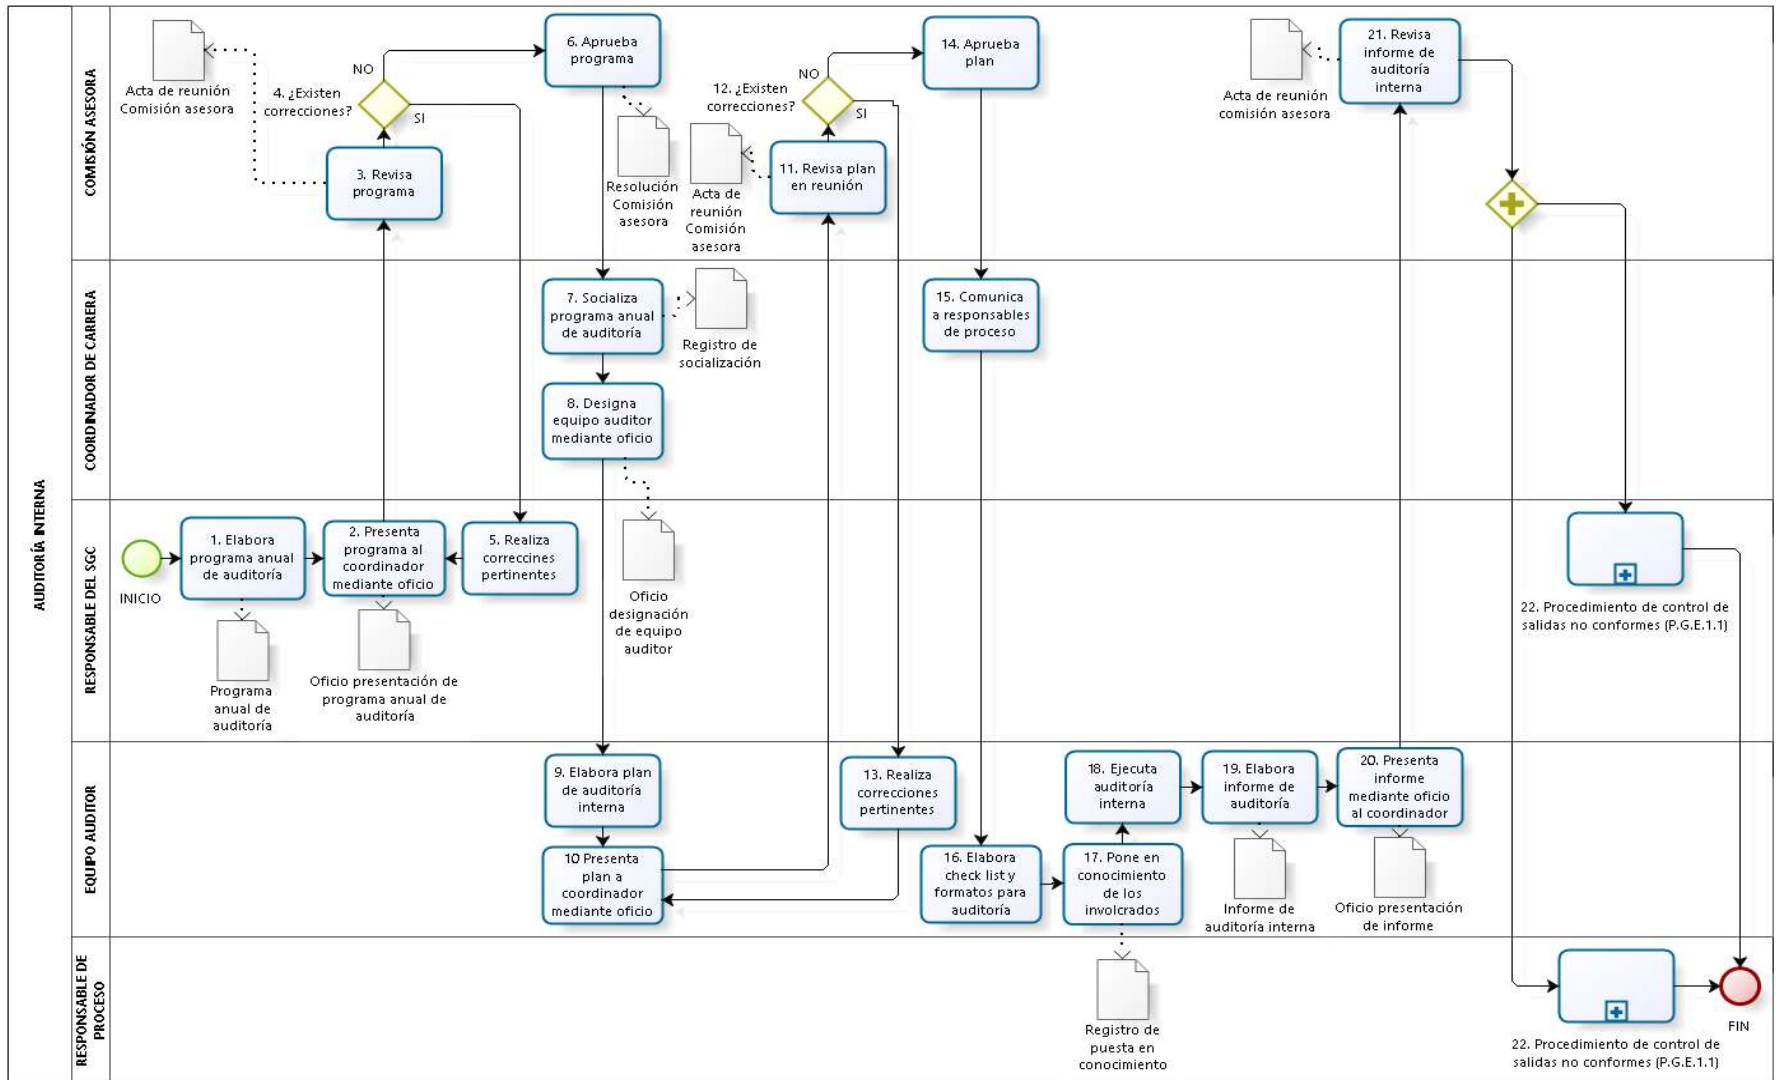 AUDITORÍA INTERNA
COMISIÓN ASESORA
Acta de reunión
Comisión asesora
NO
4. ¿Existen
correcciones?
SI
3. Revisa
programa
6. Aprueba
programa
Resolución
Comisión
asesora
Acta de
reunión
Comisión
asesora
NO
12. ¿Existen
correcciones?
SI
11. Revisa plan
en reunión
14. Aprueba
plan
Acta de reunión
comisión asesora
21. Revisa
informe de
auditoría
interna
COORDINADOR DE CARRERA
7. Socializa
programa anual
de auditoría
Registro de
socialización
8. Designa
equipo auditor
mediante oficio
15. Comunica
a responsables
de proceso
RESPONSABLE DEL SGC
INICIO
1. Elabora
programa anual
de auditoría
2. Presenta
programa al
coordinador
mediante oficio
5. Realiza
correccines
pertinentes
Programa
anual de
auditoría
Oficio presentación de
programa anual de
auditoría
Oficio
designación
de equipo
auditor
22. Procedimiento de control de
salidas no conformes (P.G.E.1.1)
EQUIPO AUDITOR
9. Elabora plan
de auditoría
interna
10 Presenta
plan a
coordinador
mediante oficio
13. Realiza
correcciones
pertinentes
16. Elabora
check list y
formatos para
auditoría
17. Pone en
conocimiento
de los
involcrados
18. Ejecuta
auditoría
interna
19. Elabora
informe de
auditoría
20. Presenta
informe
mediante oficio
al coordinador
Informe de
auditoría interna
Oficio presentación
de informe
RESPONSABLE DE
PROCESO
Registro de
puesta en
conocimiento
22. Procedimiento de control de
salidas no conformes (P.G.E.1.1)
FIN